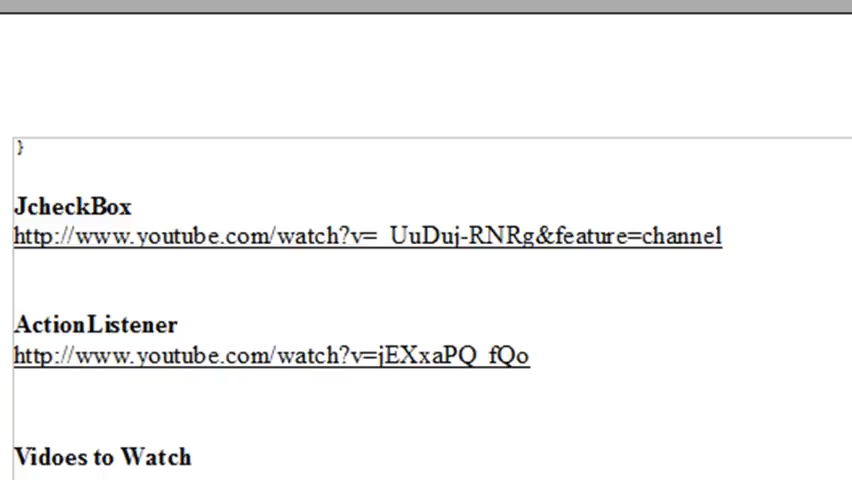 }
JcheckBox
http://www.youtube.com/watch?v=_UuDuj-RNRg&feature=channel
ActionListener
http://www.youtube.com/watch?v=jEXxaPQ_fQo
Vidoes to Watch